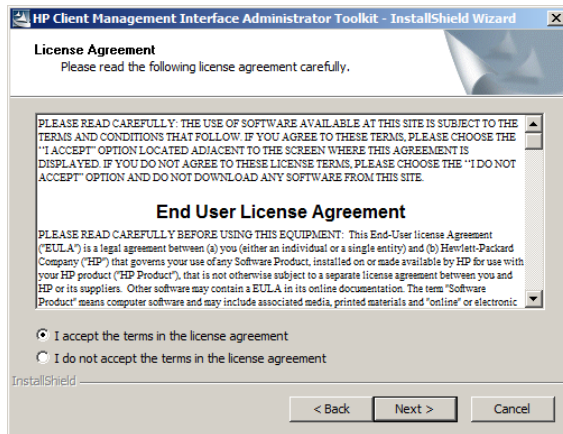 HP Client Management Interface Administrator Toolkit - InstallShield Wizard
License Agreement
Please read the following license agreement carefully.
PLEASE READ CAREFULLY: THE USE OF SOFTWARE AVAILABLE AT THIS SITE IS SUBJECT TO THE
TERMS AND CONDITIONS THAT FOLLOW. IF YOU AGREE TO THESE TERMS, PLEASE CHOOSE THE
``I ACCEPT'' OPTION LOCATED ADJACENT TO THE SCREEN WHERE THIS AGREEMENT IS
DISPLAYED. IF YOU DO NOT AGREE TO THESE LICENSE TERMS, PLEASE CHOOSE THE ``I DO NOT
ACCEPT'' OPTION AND DO NOT DOWNLOAD ANY SOFTWARE FROM THIS SITE.
End User License Agreement
PLEASE READ CAREFULLY BEFORE USING THIS EQUIPMENT: This End-User license Agreement
("EULA") is a legal agreement between (a) you (either an individual or a single entity) and (b) Hewlett-Packard
Company ("HP") that governs your use of any Software Product, installed on or made available by HP for use with
your HP product ("HP Product"), that is not otherwise subject to a separate license agreement between you and
HP or its suppliers. Other software may contain a EULA in its online documentation. The term "Software
Product" means computer software and may include associated media, printed materials and "online" or electronic
I accept the terms in the license agreement
I do not accept the terms in the license agreement
InstallShield
< Back
Next >
Cancel